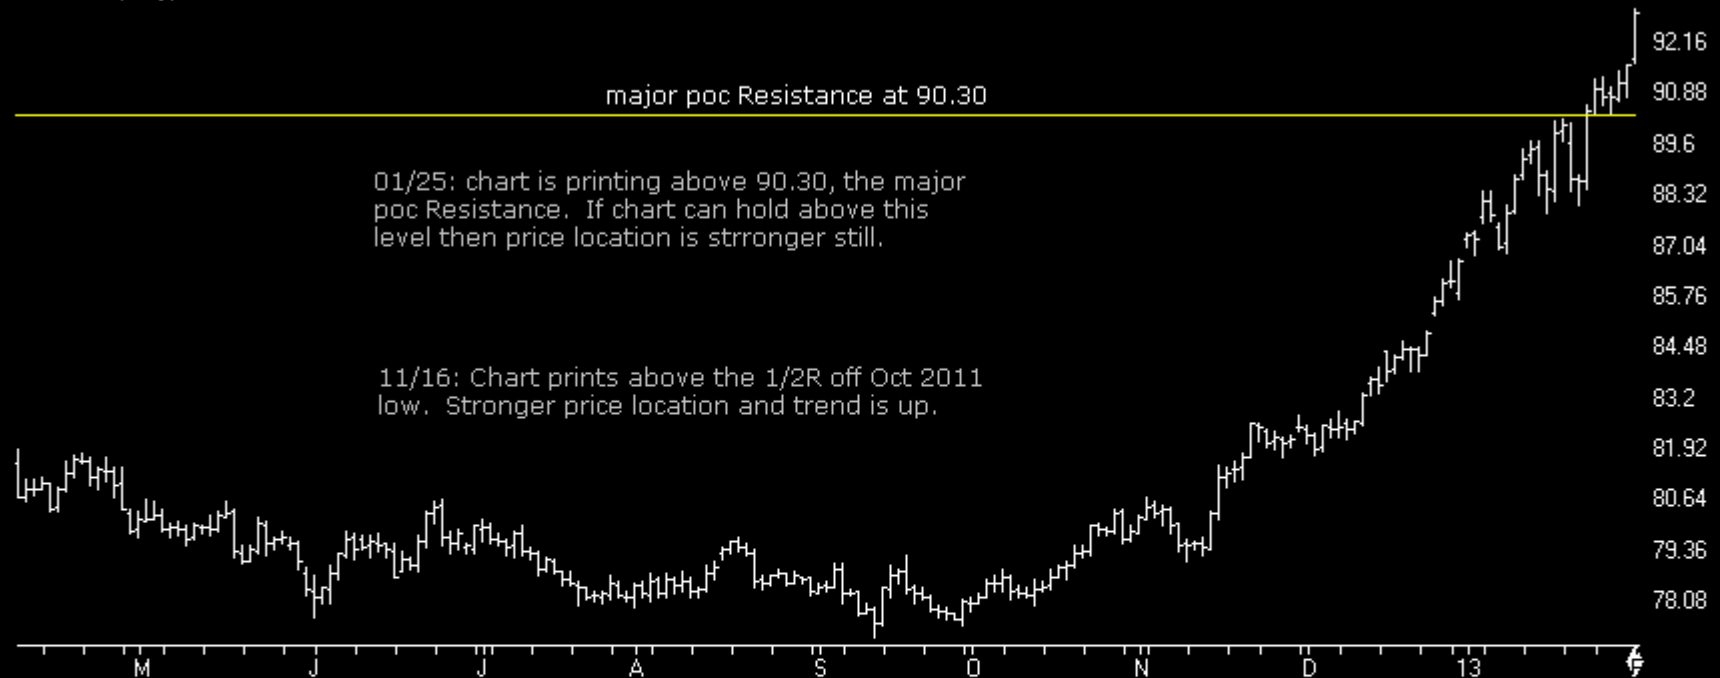 92.16
major poc Resistance at 90.30
90.88
89.6
01/25: chart is printing above 90.30, the major
poc Resistance.  If chart can hold above this
level then price location is strronger still.
88.32
87.04
85.76
84.48
11/16: Chart prints above the 1/2R off Oct 2011
low.  Stronger price location and trend is up.
83.2
81.92
80.64
79.36
78.08
M J J A S O N D 13